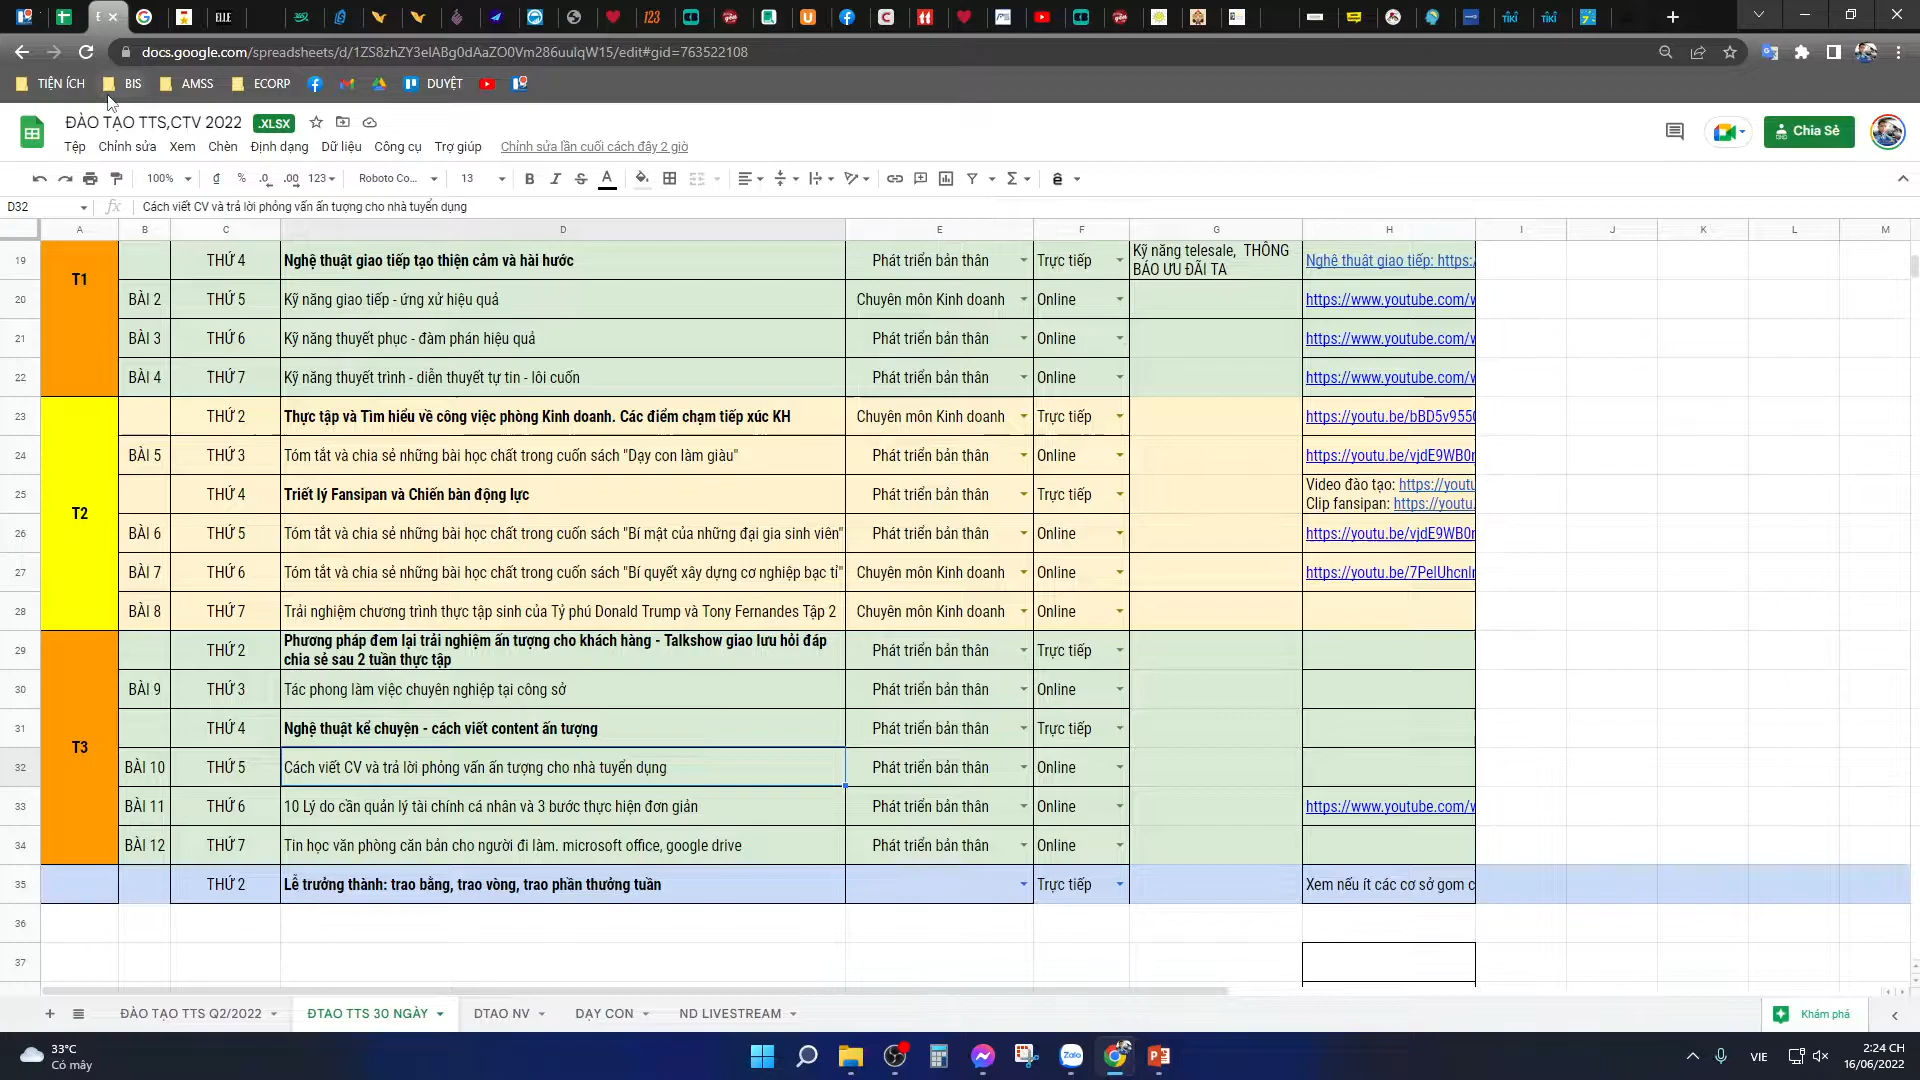 E
ELLE
123
TIKI
TIKI
docs.google.com/spreadsheets/d/1ZS8zhZY3elABg0dAaZO0Vm286uulqW15/edit#gid=763522108
TIỆN ÍCH BIS AMSS ECORP DUYỆT
ĐÀO TẠO TTS,CTV 2022 .XLSX
Chia Sẻ
Tệp Chỉnh sửa Xem Chèn Định dạng Dữ liệu Công cụ Trợ giúp Chỉnh sửa lần cuối cách đây 2 giờ
100% đ % .0 .00 123 Roboto Co... 13 B I S A
D32 fx Cách viết CV và trả lời phỏng vấn ấn tượng cho nhà tuyển dụng
A B C D E F G H I J K L M
19 T1 THỨ 4 Nghệ thuật giao tiếp tạo thiện cảm và hài hước Phát triển bản thân Trực tiếp Kỹ năng telesale, THÔNG BÁO ƯU ĐÃI TA Nghệ thuật giao tiếp: https:/
20 BÀI 2 THỨ 5 Kỹ năng giao tiếp - ứng xử hiệu quả Chuyên môn Kinh doanh Online https://www.youtube.com/v
21 BÀI 3 THỨ 6 Kỹ năng thuyết phục - đàm phán hiệu quả Phát triển bản thân Online https://www.youtube.com/v
22 BÀI 4 THỨ 7 Kỹ năng thuyết trình - diễn thuyết tự tin - lôi cuốn Phát triển bản thân Online https://www.youtube.com/v
23 THỨ 2 Thực tập và Tìm hiểu về công việc phòng Kinh doanh. Các điểm chạm tiếp xúc KH Chuyên môn Kinh doanh Trực tiếp https://youtu.be/bBD5v955
24 BÀI 5 THỨ 3 Tóm tắt và chia sẻ những bài học chất trong cuốn sách "Dạy con làm giàu" Phát triển bản thân Online https://youtu.be/vjdE9WB0r
25 T2 THỨ 4 Triết lý Fansipan và Chiến bàn động lực Phát triển bản thân Trực tiếp Video đào tạo: https://youtu
Clip fansipan: https://youtu.
26 BÀI 6 THỨ 5 Tóm tắt và chia sẻ những bài học chất trong cuốn sách "Bí mật của những đại gia sinh viên" Phát triển bản thân Online https://youtu.be/vjdE9WB0r
27 BÀI 7 THỨ 6 Tóm tắt và chia sẻ những bài học chất trong cuốn sách "Bí quyết xây dựng cơ nghiệp bạc tỉ" Chuyên môn Kinh doanh Online https://youtu.be/7PelUhcnlr
28 BÀI 8 THỨ 7 Trải nghiệm chương trình thực tập sinh của Tỷ phú Donald Trump và Tony Fernandes Tập 2 Chuyên môn Kinh doanh Online
29 THỨ 2 Phương pháp đem lại trải nghiệm ấn tượng cho khách hàng - Talkshow giao lưu hỏi đáp chia sẻ sau 2 tuần thực tập Phát triển bản thân Trực tiếp
30 BÀI 9 THỨ 3 Tác phong làm việc chuyên nghiệp tại công sở Phát triển bản thân Online
31 T3 THỨ 4 Nghệ thuật kể chuyện - cách viết content ấn tượng Phát triển bản thân Trực tiếp
32 BÀI 10 THỨ 5 Cách viết CV và trả lời phỏng vấn ấn tượng cho nhà tuyển dụng Phát triển bản thân Online
33 BÀI 11 THỨ 6 10 Lý do cần quản lý tài chính cá nhân và 3 bước thực hiện đơn giản Phát triển bản thân Online https://www.youtube.com/v
34 BÀI 12 THỨ 7 Tin học văn phòng căn bản cho người đi làm. microsoft office, google drive Phát triển bản thân Online
35 THỨ 2 Lễ trưởng thành: trao bằng, trao vòng, trao phần thưởng tuần Trực tiếp Xem nếu ít các cơ sở gom c
36
37
ĐÀO TẠO TTS Q2/2022 ĐTAO TTS 30 NGÀY DTAO NV DẠY CON ND LIVESTREAM Khám phá
33°C
Có mây
Zalo
VIE
2:24 CH
16/06/2022